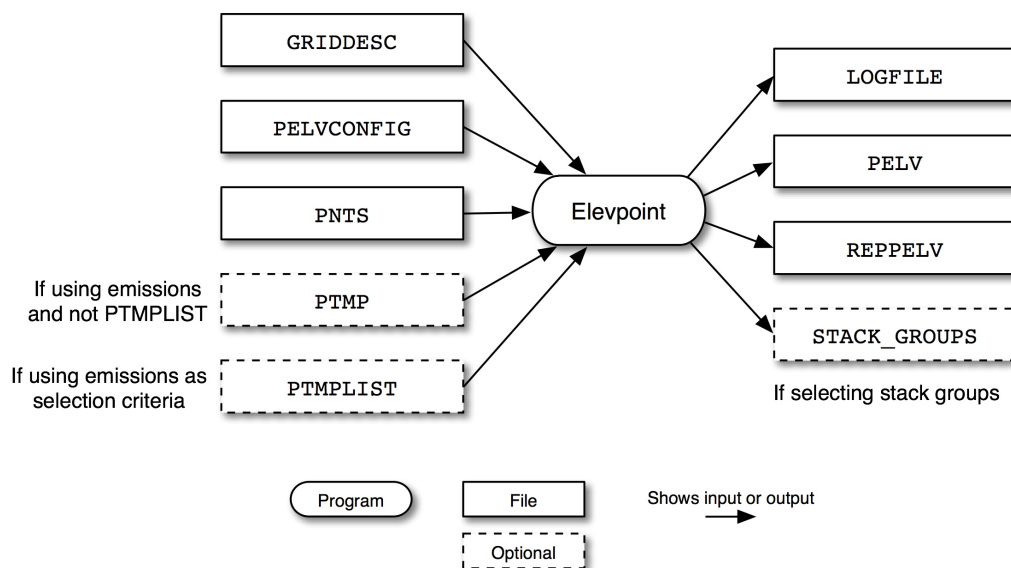 GRIDDESC
PELVCONFIG
PNTS
If using emissions
and not PTMPLIST
PTMP
If using emissions as
selection criteria
PTMPLIST
Elevpoint
LOGFILE
PELV
REPPELV
STACK_GROUPS
If selecting stack groups
Program
File
Shows input or output
Optional